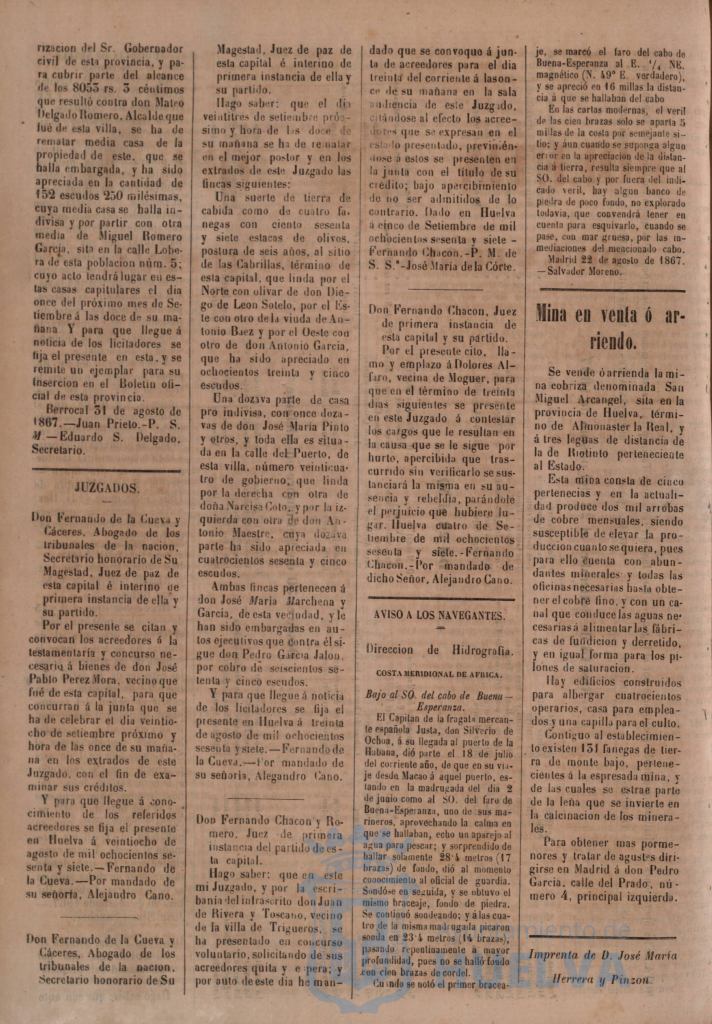 rizacion del Sr. Gobernador
civil de esta provincia, y pa-
ra cubrir parte del alcance
de los 8053 rs. 3 céntimos
que resultó contra don Mateo
Delgado Romero, Alcalde que
fué de esta villa, se ha de
rematar media casa de la
propiedad de este, que se
halla embargada, y ha sido
apreciada en la cantidad de
152 escudos 250 milésimas,
cuya media casa se halla in-
divisa y por partir con otra
media de Miguel Romero
Garcia, sita en la calle Lobe-
ra de esta poblacion núm. 5;
cuyo acto tendrá lugar en es-
tas casas capitulares el dia
once del próximo mes de Se-
tiembre á las doce de su ma-
ñana Y para que llegue á
noticia de los licitadores se
fija el presente en esta, y se
remite un ejemplar para su
insercion en el Boletin ofi-
cial de esta provincia.
Berrocal 31 de agosto de
1867.—Juan Prieto.-P. S.
M.—Eduardo S. Delgado,
Secretario.
JUZGADOS.
Don Fernando de la Cueva y
Cáceres, Abogado de los
tribunales de la nacion,
Secretario honorario de Su
Magestad, Juez de paz de
esta capital é interino de
primera instancia de ella y
su partido.
Por el presente se citan y
convocan los acreedores á la
testamentaria y concurso ne-
cesario á bienes de don José
Pablo Perez Mora, vecino que
fué de esta capital, para que
concurran á la junta que se
ha de celebrar el dia veintio-
cho de setiembre próximo y
hora de las once de su maña-
na en los extrados de este
Juzgado, con el fin de exa-
minar sus créditos.
Y para que llegue á cono-
cimiento de los referidos
acreedores se fija el presente
en Huelva á veintiocho de
agosto de mil ochocientos se-
senta y siete.—Fernando de
la Cueva.—Por mandado de
su señoria, Alejandro Cano.
Don Fernando de la Cueva y
Cáceres, Abogado de los
tribunales de la nacion,
Secretario honorario de Su
Magestad, Juez de paz de
esta capital é interino de
primera instancia de ella y
su partido.
Hago saber: que el dia
veintitres de setiembre próx-
simo y hora de las doce de
su mañana se ha de rematar
en el mejor postor y en los
extrados de este Juzgado las
fincas siguientes:
Una suerte de tierra de
cabida como de cuatro fa-
negas con ciento sesenta
y siete estacas de olivos,
postura de seis años, al sitio
de las Cabrillas, término de
esta capital, que linda por el
Norte con olivar de don Die-
go de Leon Sotelo, por el Es-
te con otro de la viuda de An-
tonio Baez y por el Oeste con
otro de don Antonio Garcia,
que ha sido apreciado en
ochocientos treinta y cinco
escudos.
Una dozava parte de casa
pro indivisa, con once doza-
vas de don José María Pinto
y otros, y toda ella es situa-
da en la calle del Puerto, de
esta villa, número veinticua-
tro de gobierno, que linda
por la derecha con otra de
doña Narcisa Coto, y por la iz-
quierda con otra de don An-
tonio Maestre, cuya dozava
parte ha sido apreciada en
cuatrocientos sesenta y cinco
escudos.
Ambas fincas pertenecen á
don José Maria Marchena y
Garcia, de esta vecindad, y le
han sido embargadas en au-
tos ejecutivos que contra él si-
gue don Pedro Garcia Jalon,
por cobro de seiscientos se-
tenta y cinco escudos.
Y para que llegue á noticia
de los licitadores se fija el
presente en Huelva á treinta
de agosto de mil ochocientos
sesenta y siete.—Fernando de
la Cueva.—Por mandado de
su señoria, Alegandro Cano.
Don Fernando Chacon y Ro-
mero, Juez de primera
instancia del partido de es-
ta capital.
Hago saber: que en este
mi Juzgado, y por la escri-
bania del infrascrito don Juan
de Rivera y Toscano, vecino
de la villa de Trigueros, se
ha presentado en concurso
voluntario, solicitando de sus
acreedores quita y espera; y
por auto de este dia he man-
dado que se convoque á jun-
ta de acreedores para el dia
treinta del corriente á las on-
ce de su mañana en la sala
audiencia de este Juzgado,
citándose al efecto los acree-
dores que se expresan en el
estado presentado, previnién-
dose á estos se presenten en
la junta con el título de su
crédito; bajo apercibimiento
de no ser admitidos de lo
contrario. Dado en Huelva
á cinco de Setiembre de mil
ochocientos sesenta y siete -
Fernando Chacon.-P. M. de
S. S.ª-José Maria de la Córte.
Don Fernando Chacon, Juez
de primera instancia de
esta capital y su partido.
Por el presente cito, lla-
mo y emplazo á Dolores Al-
faro, vecina de Moguer, para
que en el término de treinta
dias siguientes se presente
en este Juzgado á contestar
los cargos que le resultan en
la causa que se le sigue por
hurto, apercibida que tras-
currido sin verificarlo se sus-
tanciará la misma en su au-
sencia y rebeldia, parándole
el perjuicio que hubiere lu-
gar. Huelva cuatro de Se-
tiembre de mil ochocientos
sesenta y siete.-Fernando
Chacon.-Por mandado de
dicho Señor, Alejandro Cano.
AVISO A LOS NAVEGANTES.
Direccion de Hidrografia.
COSTA MERIDIONAL DE AFRICA.
Bajo al SO. del cabo de Buena—
Esperanza.
El Capitan de la fragata mercan-
te española Justa, don Silverio de
Ochoa, á su llegada al puerto de la
Habana, dió parte el 18 de julio
del corriente año, de que en su via-
je desde Macao á aquel puerto, es-
tando en la madrugada del dia 2
de junio como al SO. del faro de
Buena-Esperanza, uno de sus ma-
rineros, aprovechando la calma en
que se hallaban, echo un aparejo al
agua para pescar; y sorprendido de
hallar solamente 28'4 metros (17
brazas) de fondo, dió al momento
conocimiento al oficial de guardia.
Sondóse en seguida, y se obtuvo el
mismo braceaje, fondo de piedra.
Se continuó sondeando; y á las cua-
tro de la misma madrugada picaron
sonda en 23'4 metros (14 brazas),
pasando repentinamente á mayor
profundidad, pues no se halló fondo
con cien brazas de cordel.
Cuando se notó el primer bracea-
je, se marcó el faro del cabo de
Buena-Esperanza al E. ¼ NE.
magnético (N. 49° E. verdadero),
y se apreció en 16 millas la distan-
cia á que se hallaban del cabo
En las cartas modernas, el veril
de las cien brazas solo se aparta 5
millas de la costa por semejante si-
tio; y áun cuando se suponga algun
error en la apreciacion de la distan-
cia á tierra, resulta siempre que al
SO. del cabo y por fuera del indi-
cado veril, hay algun banco de
piedra de poco fondo, no explorado
todavia, que convendrá tener en
cuenta para esquivarlo, cuando se
pase, con mar gruesa, por las in-
mediaciones del mencionado cabo.
Madrid 22 de agosto de 1867.
—Salvador Moreno.
Mina en venta ó ar-
riendo.
Se vende ó arrienda la mi-
na cobriza denominada San
Miguel Arcangel, sita en la
provincia de Huelva, térmi-
no de Almonaster la Real, y
á tres leguas de distancia de
la de Riotinto perteneciente
al Estado.
Esta mina consta de cinco
pertenecias y en la actuali-
dad produce dos mil arrobas
de cobre mensuales, siendo
susceptible de elevar la pro-
duccion cuanto se quiera, pues
para ello cuenta con abun-
dantes minerales y todas las
oficinas necesarias hasta obte-
ner el cobre fino, y con un ca-
nal que conduce las aguas ne-
cesarias á alimentar las fábri-
cas de fundicion y derretido,
y en igual forma para los pi-
lones de saturacion.
Hay edificios construidos
para albergar cuatrocientos
operarios, casa para emplea-
dos y una capilla para el culto.
Contiguo al establecimien-
to existen 131 fanegas de tier-
ra de monte bajo, pertene-
cientes á la espresada mina, y
de las cuales se estrae parte
de la leña que se invierte en
la calcinacion de los minera-
les.
Para obtener mas porme-
nores y tratar de agustes diri-
girse en Madrid á don Pedro
Garcia, calle del Prado, nú-
mero 4, principal izquierda.
Imprenta de D. José Maria
Herrera y Pinzon.